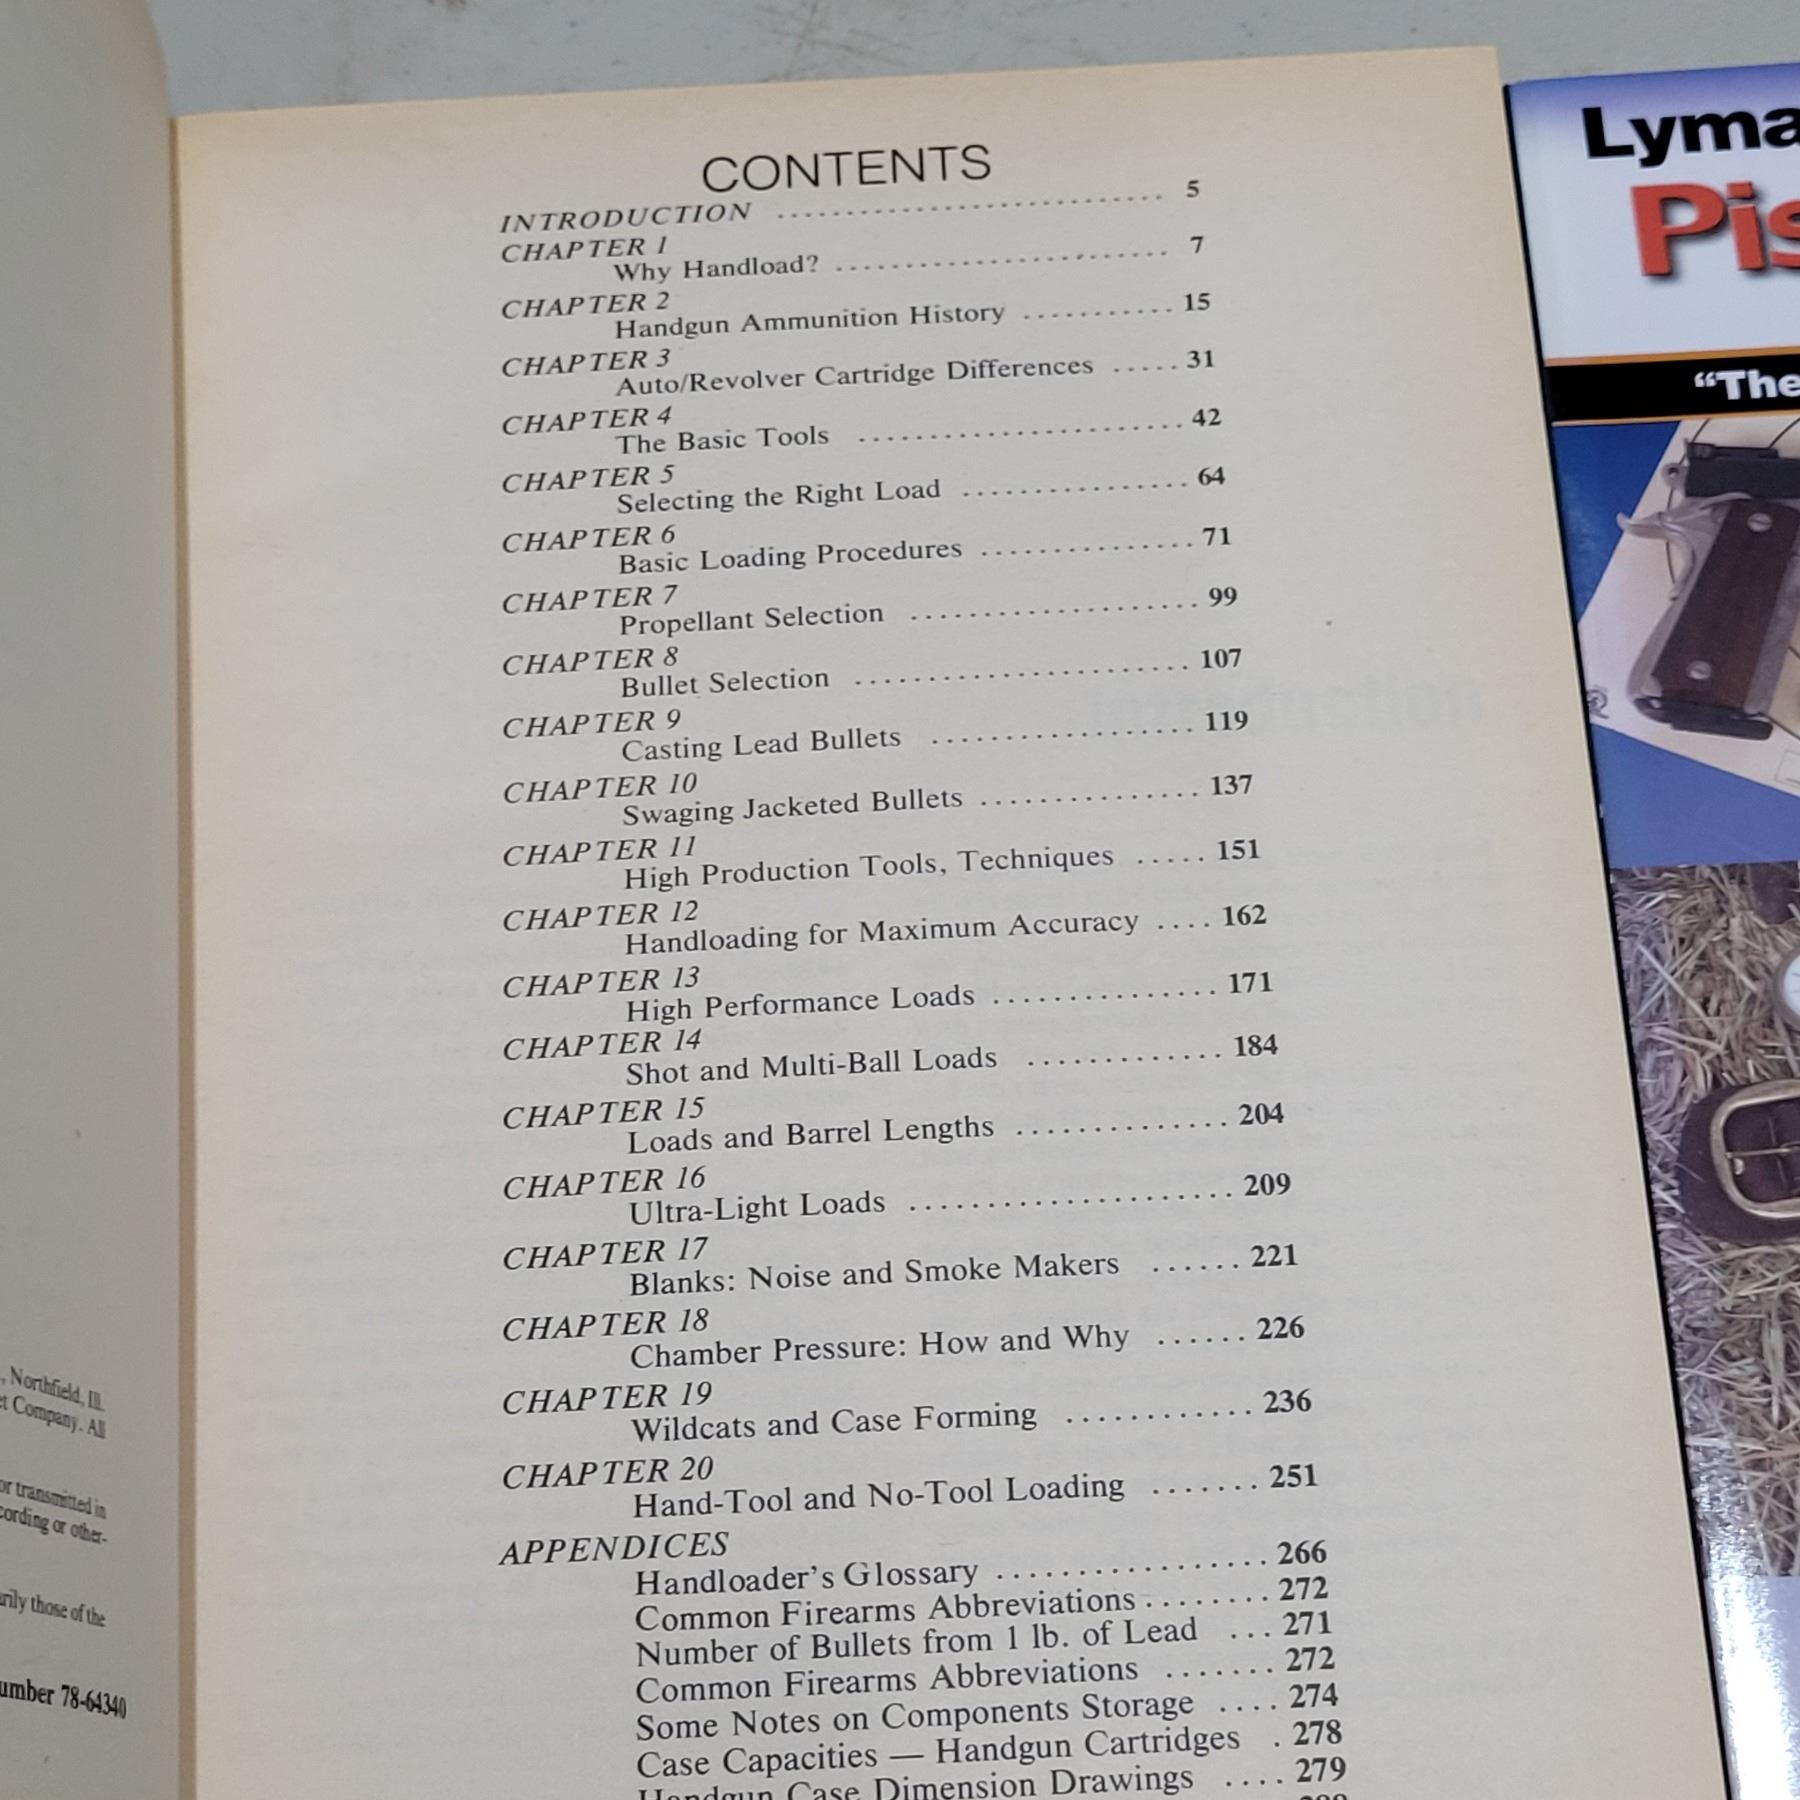 CONTENTS
INTRODUCTION ............................ 5
CHAPTER 1
Why Handload? ........................ 7
CHAPTER 2
Handgun Ammunition History ........... 15
CHAPTER 3
Auto/Revolver Cartridge Differences ..... 31
CHAPTER 4
The Basic Tools ...................... 42
CHAPTER 5
Selecting the Right Load ................ 64
CHAPTER 6
Basic Loading Procedures ............... 71
CHAPTER 7
Propellant Selection .................... 99
CHAPTER 8
Bullet Selection ....................... 107
CHAPTER 9
Casting Lead Bullets .................. 119
CHAPTER 10
Swaging Jacketed Bullets ............... 137
CHAPTER 11
High Production Tools, Techniques ..... 151
CHAPTER 12
Handloading for Maximum Accuracy .... 162
CHAPTER 13
High Performance Loads ............... 171
CHAPTER 14
Shot and Multi-Ball Loads ............. 184
CHAPTER 15
Loads and Barrel Lengths .............. 204
CHAPTER 16
Ultra-Light Loads ..................... 209
CHAPTER 17
Blanks: Noise and Smoke Makers ...... 221
CHAPTER 18
Chamber Pressure: How and Why ...... 226
CHAPTER 19
Wildcats and Case Forming ............ 236
CHAPTER 20
Hand-Tool and No-Tool Loading ....... 251
APPENDICES
Handloader's Glossary ................. 266
Common Firearms Abbreviations ........ 272
Number of Bullets from 1 lb. of Lead ... 271
Common Firearms Abbreviations ....... 272
Some Notes on Components Storage .... 274
Case Capacities — Handgun Cartridges . 278
Handgun Case Dimension Drawings .... 279
, Northfield, Ill.
Company. All
or transmitted in
or other-
those of the
78-64340
Lyma
Pis
“The